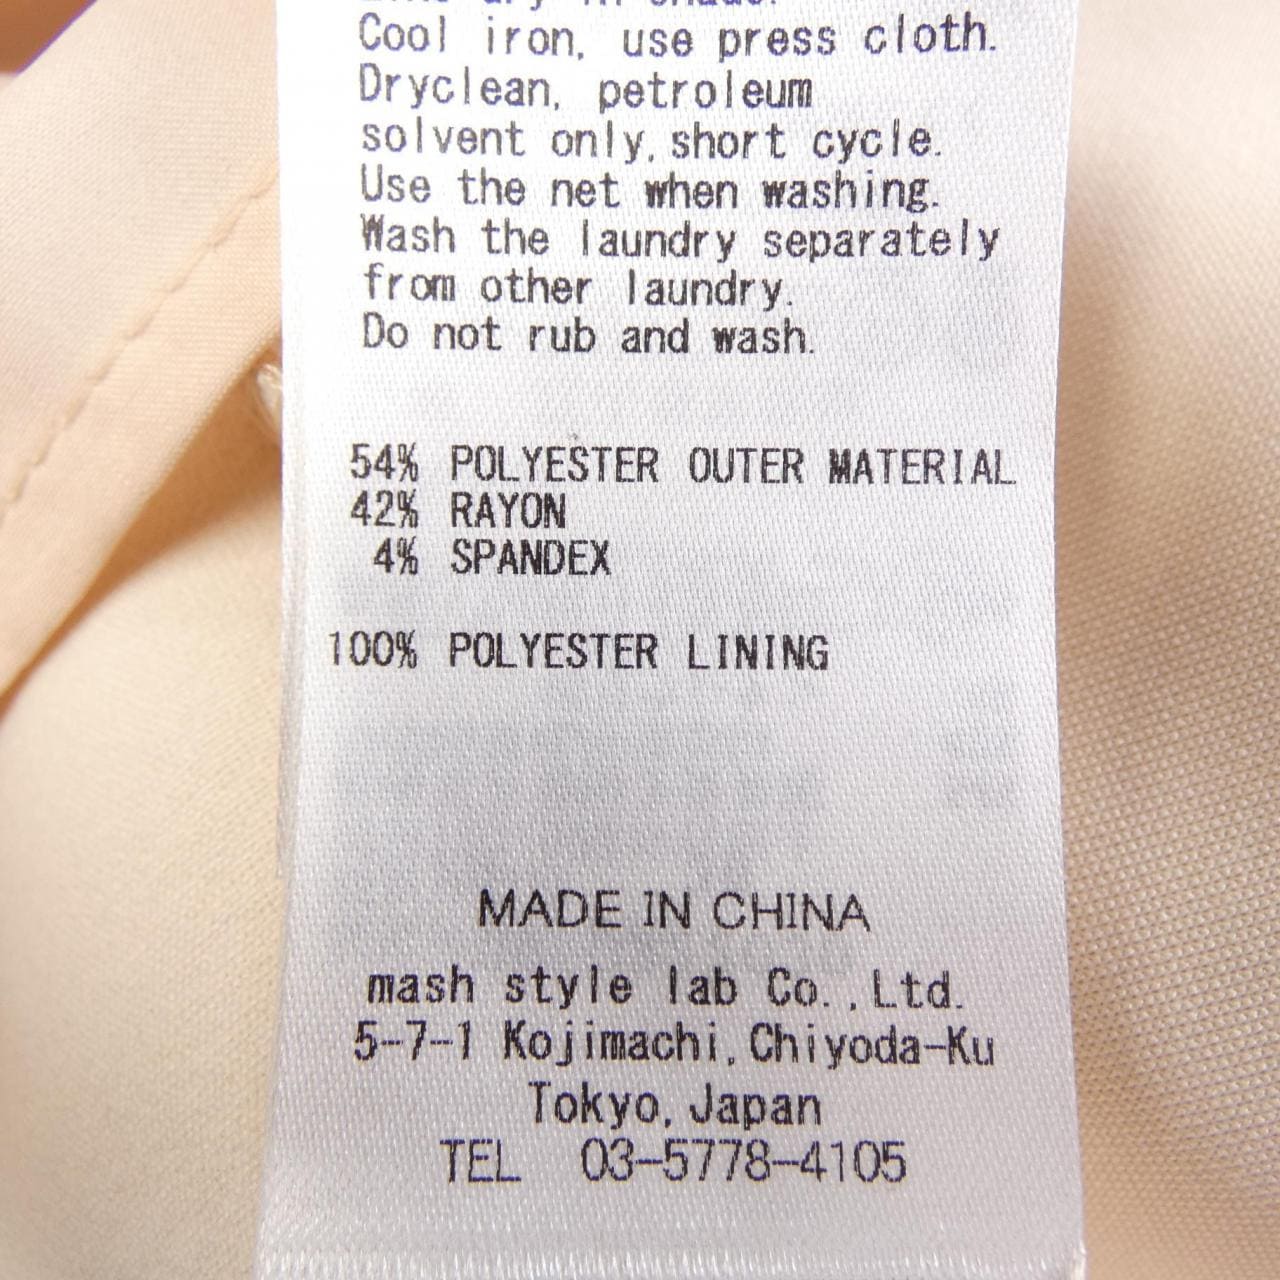 dry in shade.
Cool iron, use press cloth.
Dryclean, petroleum
solvent only,short cycle.
Use the net when washing.
Wash the laundry separately
from other laundry.
Do not rub and wash.
54% POLYESTER OUTER MATERIAL
42% RAYON
4% SPANDEX
100% POLYESTER LINING
MADE IN CHINA
mash style lab Co.,Ltd.
5-7-1 Kojimachi,Chiyoda-Ku
Tokyo,Japan
TEL 03-5778-4105